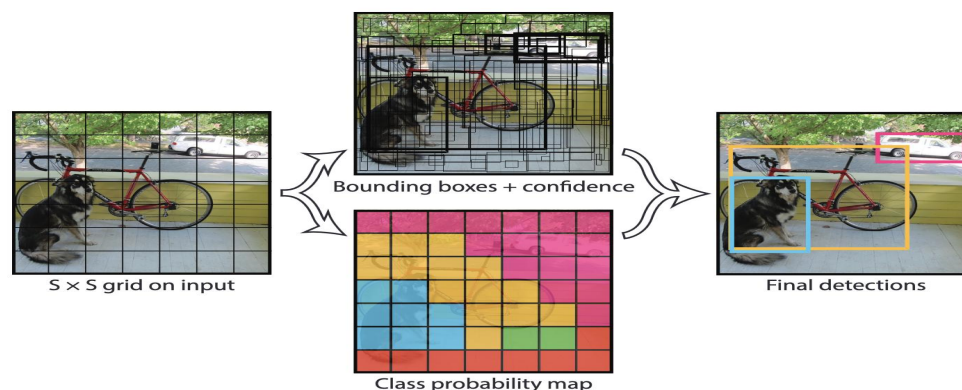 S × S grid on input
Bounding boxes + confidence
Class probability map
Final detections